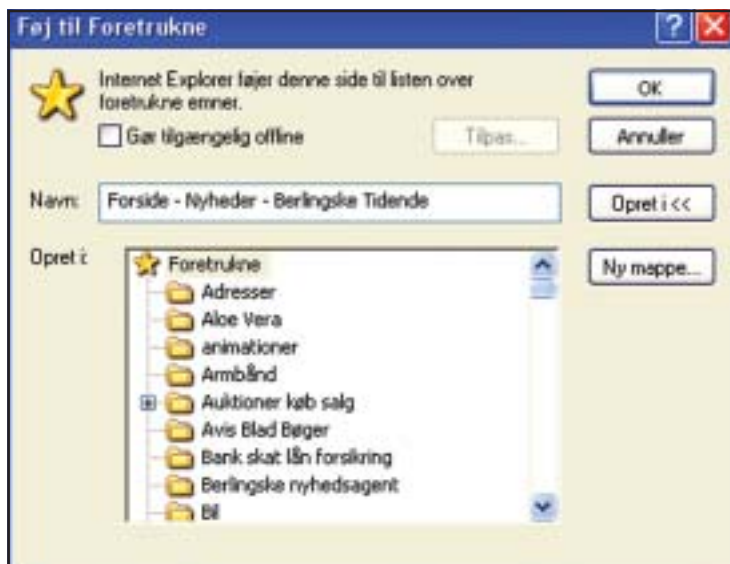 Føj til Foretrukne
Internet Explorer føjer denne side til listen over
foretrukne emner.
OK
Gør tilgængelig offline
Tilpas...
Annuller
Navn:
Forside - Nyheder - Berlingske Tidende
Opret i <<
Opret i:
Foretrukne
Ny mappe...
Adresser
Aloe Vera
animationer
Armbånd
Auktioner køb salg
Avis Blad Bøger
Bank skat lån forsikring
Berlingske nyhedsagent
Bil